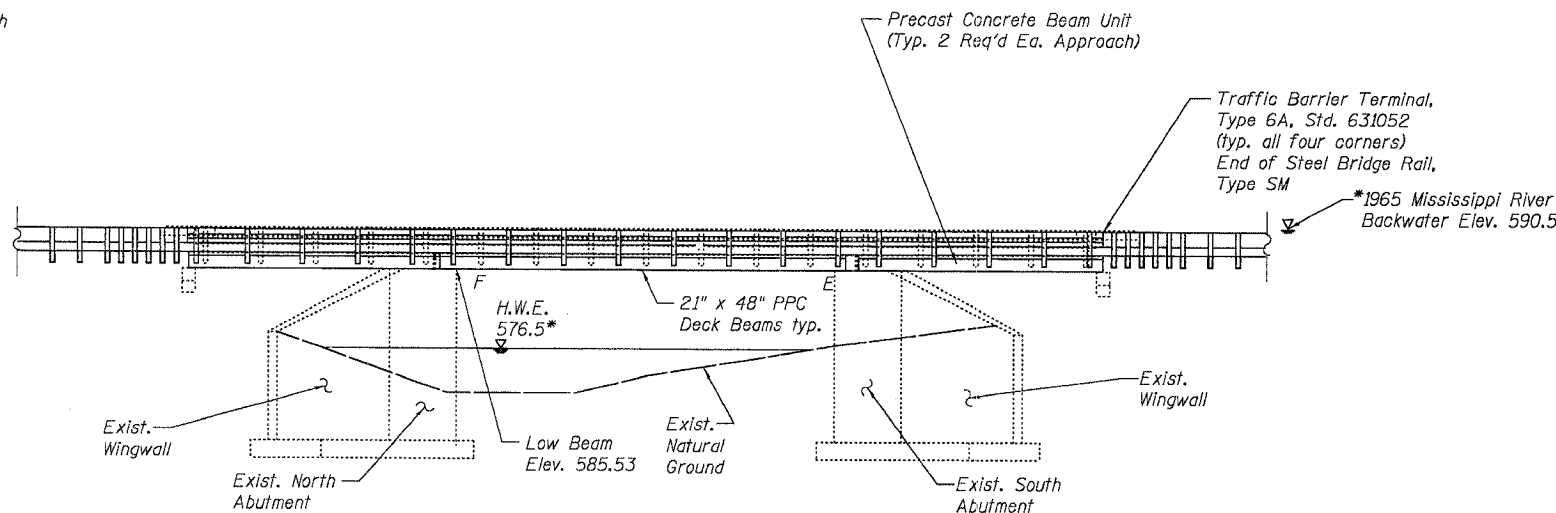 h
Precast Concrete Beam Unit
(Typ. 2 Req'd Ea. Approach)
Traffic Barrier Terminal,
Type 6A, Std. 631052
(typ. all four corners)
End of Steel Bridge Rail,
Type SM
*1965 Mississippi River
Backwater Elev. 590.5
F
E
H.W.E.
576.5*
21" x 48" PPC
Deck Beams typ.
Exist.
Wingwall
Exist. North
Abutment
Low Beam
Elev. 585.53
Exist.
Natural
Ground
Exist. South
Abutment
Exist.
Wingwall